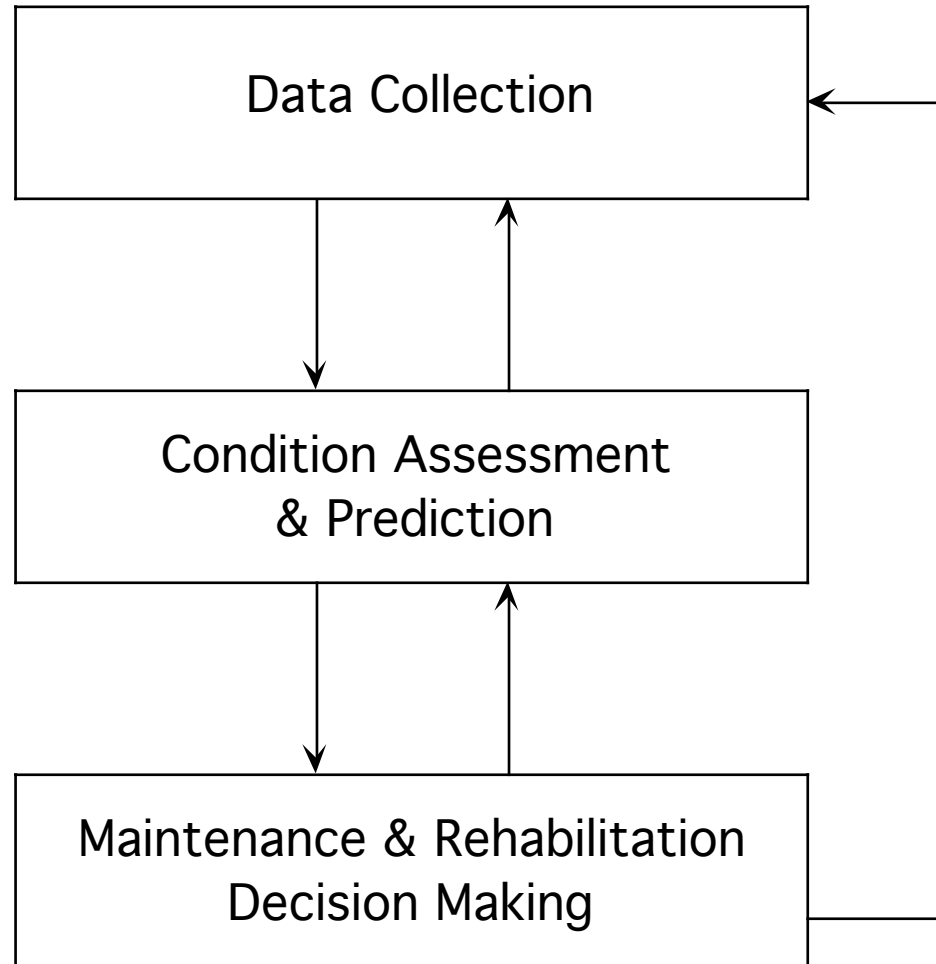 Data Collection
Condition Assessment
& Prediction
Maintenance & Rehabilitation
Decision Making